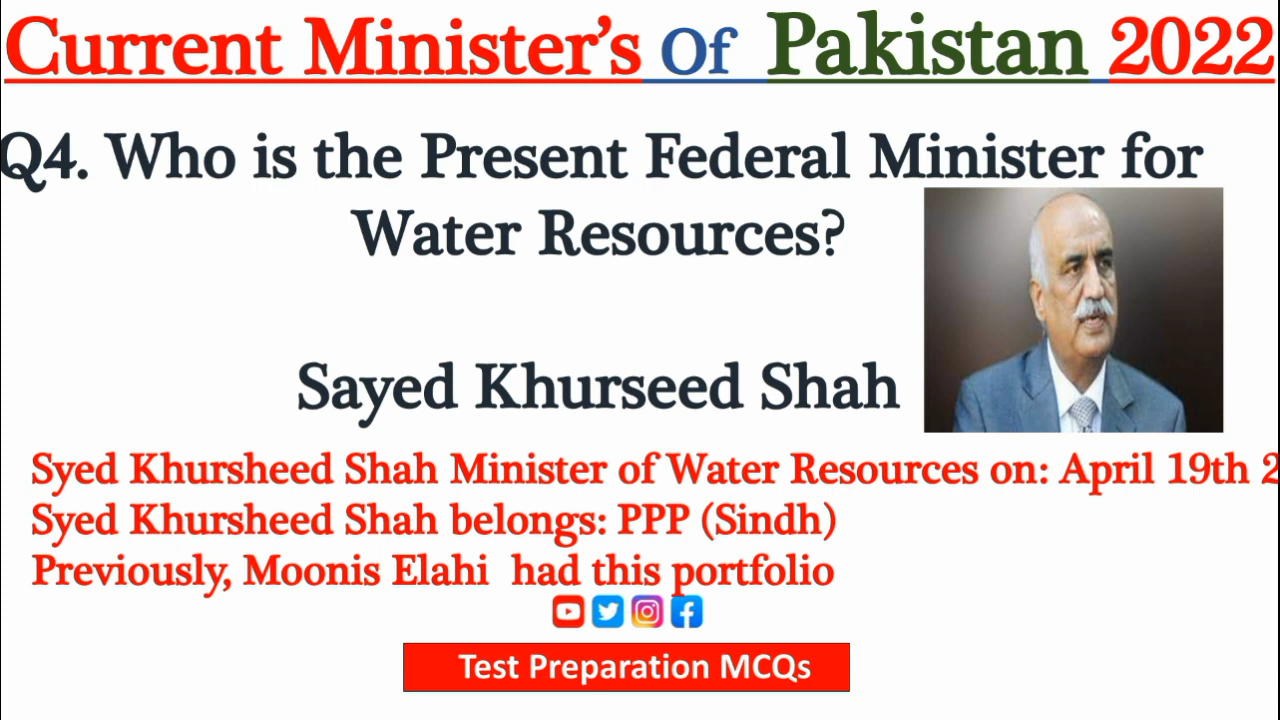 Current Minister's Of Pakistan 2022
Q4. Who is the Present Federal Minister for
Water Resources?
Sayed Khurseed Shah
Syed Khursheed Shah Minister of Water Resources on: April 19th 2
Syed Khursheed Shah belongs: PPP (Sindh)
Previously, Moonis Elahi had this portfolio
Test Preparation MCQs